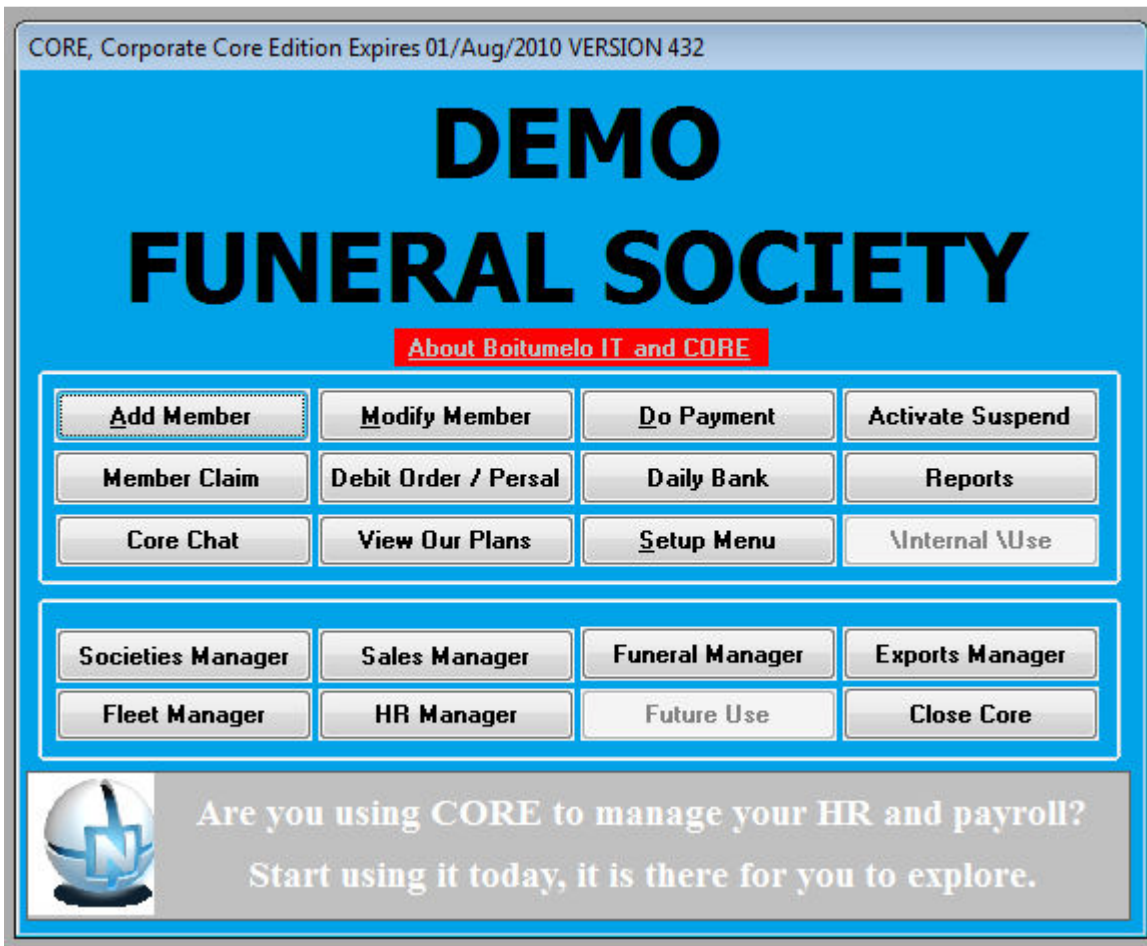 CORE, Corporate Core Edition Expires 01/Aug/2010 VERSION 432
DEMO
FUNERAL SOCIETY
About Boitumelo IT and CORE
Add Member Modify Member Do Payment Activate Suspend
Member Claim Debit Order / Persal Daily Bank Reports
Core Chat View Our Plans Setup Menu \Internal \Use
Societies Manager Sales Manager Funeral Manager Exports Manager
Fleet Manager HR Manager Future Use Close Core
N
Are you using CORE to manage your HR and payroll?
Start using it today, it is there for you to explore.